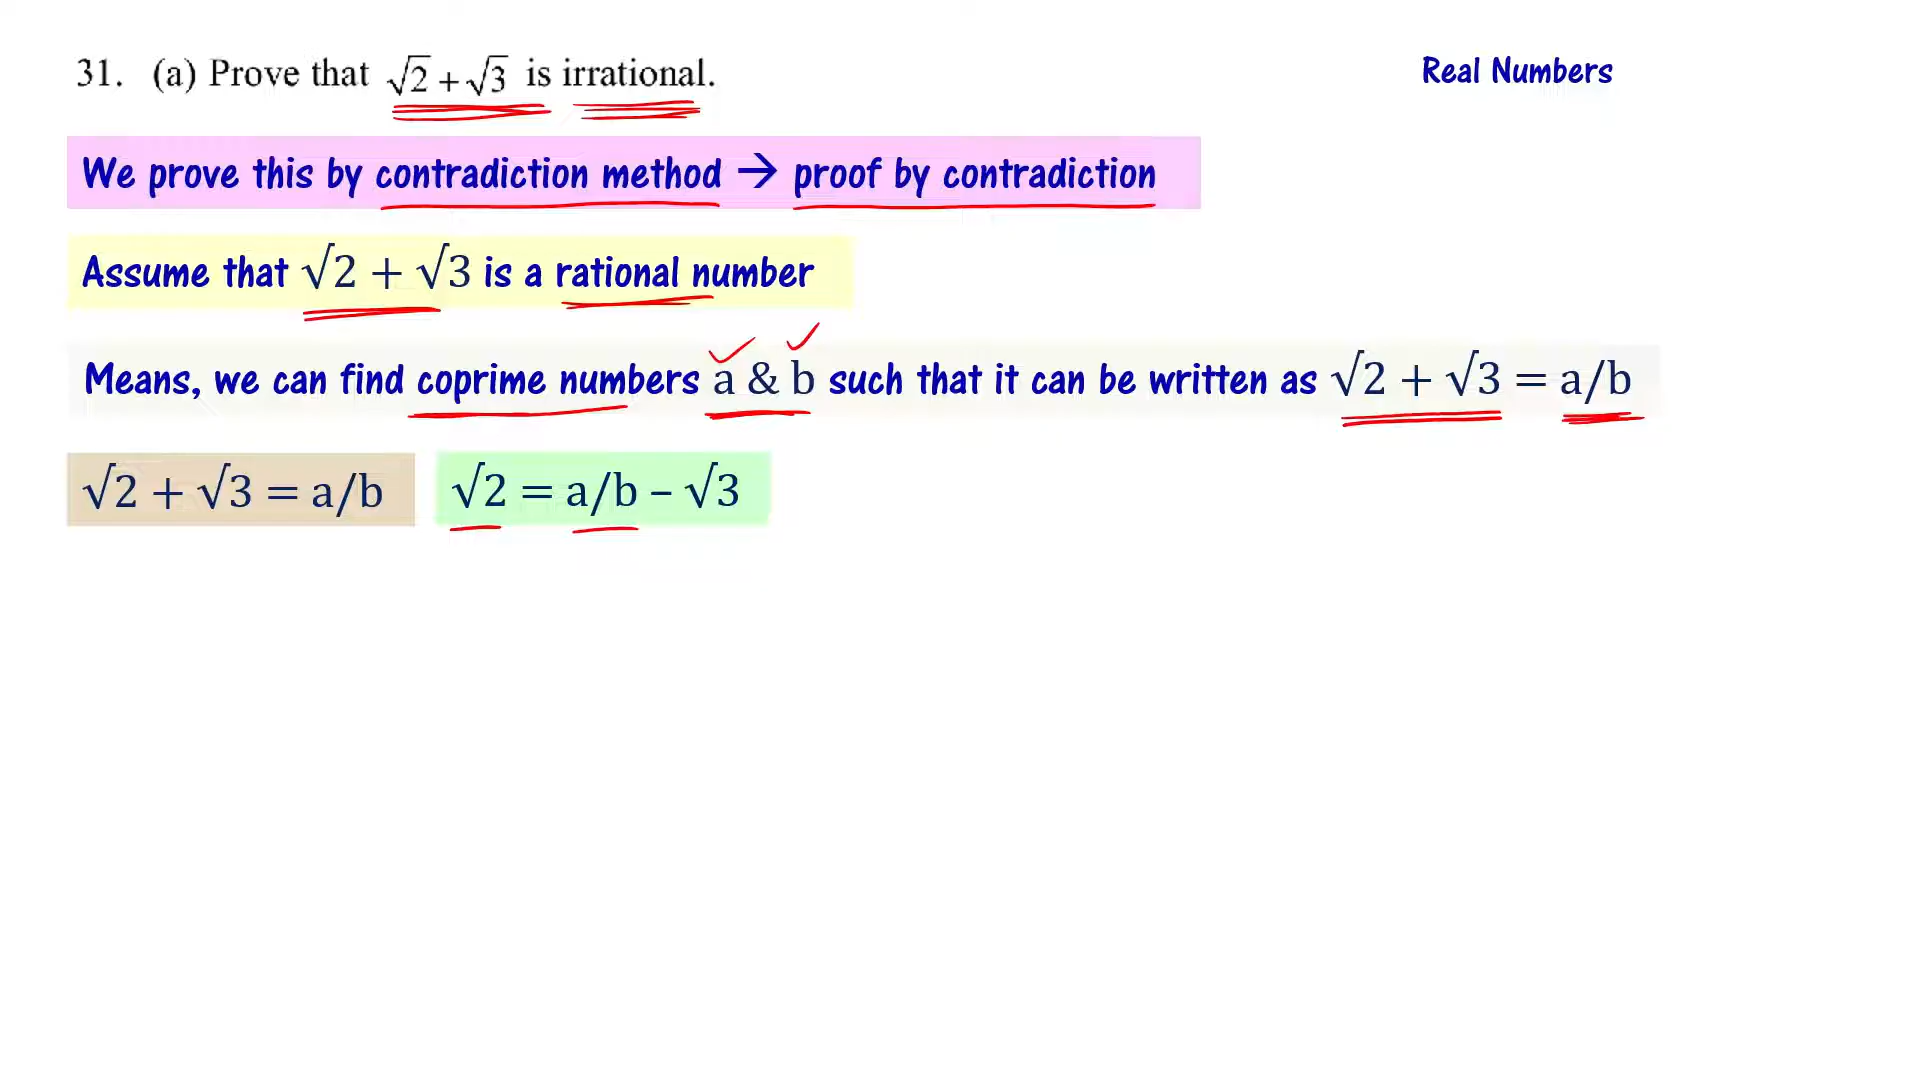 31. (a) Prove that √2 + √3 is irrational.
Real Numbers
We prove this by contradiction method → proof by contradiction
Assume that √2 + √3 is a rational number
Means, we can find coprime numbers a & b such that it can be written as √2 + √3 = a/b
√2 + √3 = a/b
√2 = a/b – √3